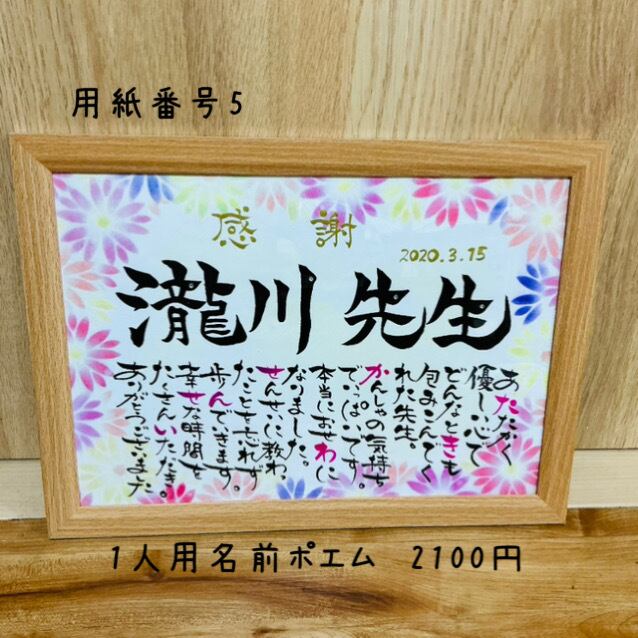 用紙番号5
感 謝
2020.3.15
瀧川 先生
あたたかく
優しい心で
どんなときも
包みこんでく
れた先生。
かんしゃの気持ち
でいっぱいです。
本当におせわに
なりました。
せんせいに教わっ
たことを忘れず
歩んできます。
幸せな時間を
たくさんいただき。
ありがとうございました
1人用名前ポエム 2100円